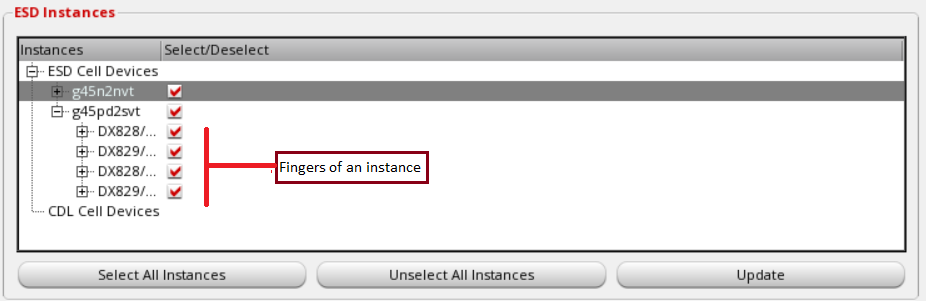 ESD Instances
Instances Select/Deselect
ESD Cell Devices
g45n2nvt
g45pd2svt
DX828/...
DX829/...
Fingers of an instance
DX828/...
DX829/...
CDL Cell Devices
Select All Instances Unselect All Instances Update